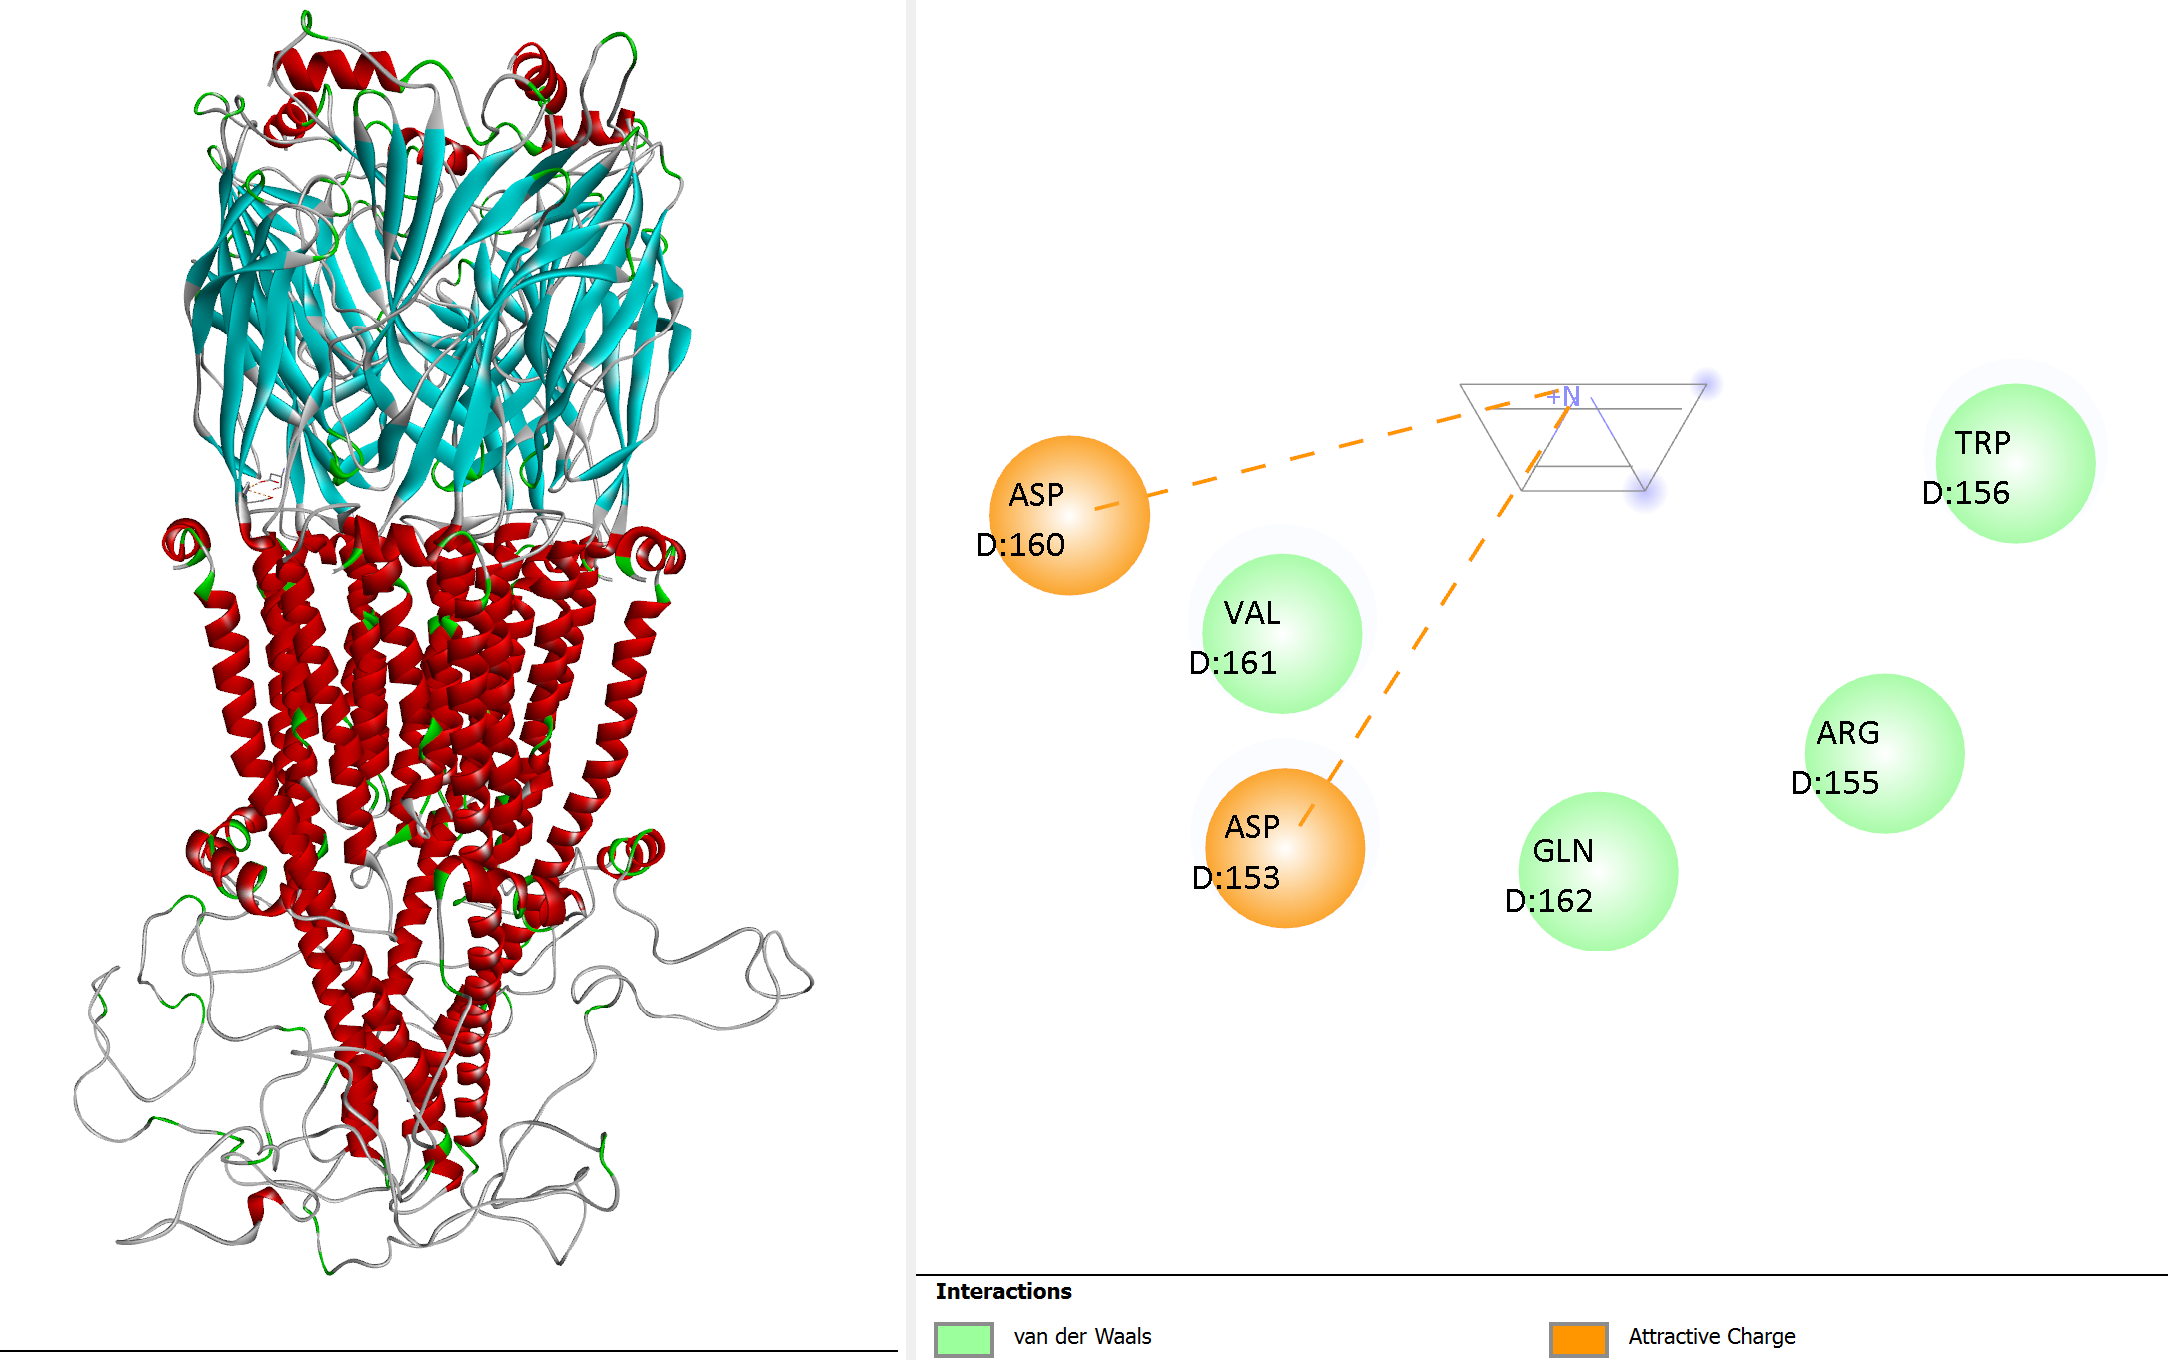 +N
TRP
D:156
ASP
D:160
VAL
D:161
ARG
D:155
ASP
D:153
GLN
D:162
Interactions
van der Waals
Attractive Charge